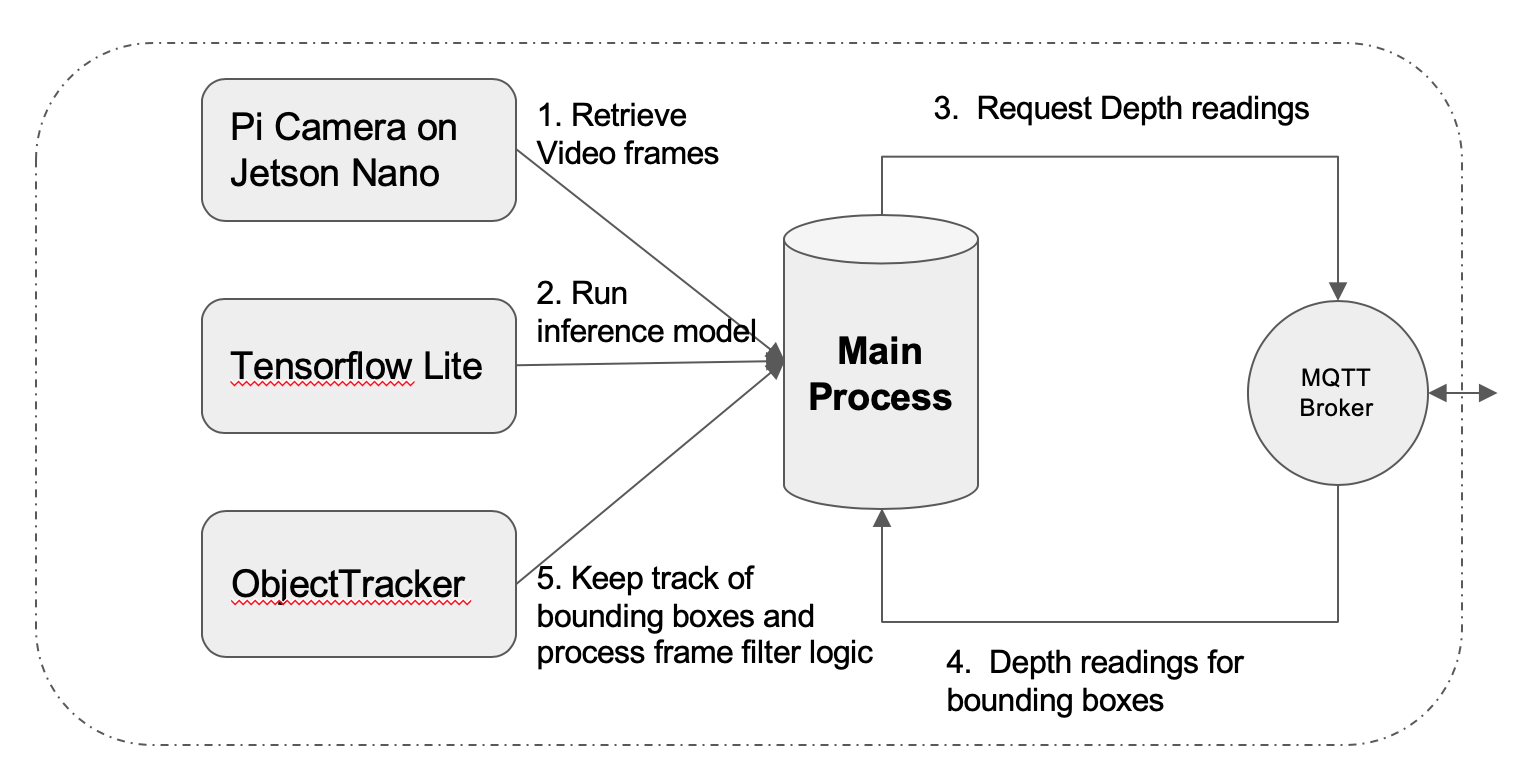 Pi Camera on
Jetson Nano
1. Retrieve
Video frames
3. Request Depth readings
2. Run
inference model
Tensorflow Lite
Main
Process
MQTT
Broker
ObjectTracker
5. Keep track of
bounding boxes and
process frame filter logic
4. Depth readings for
bounding boxes